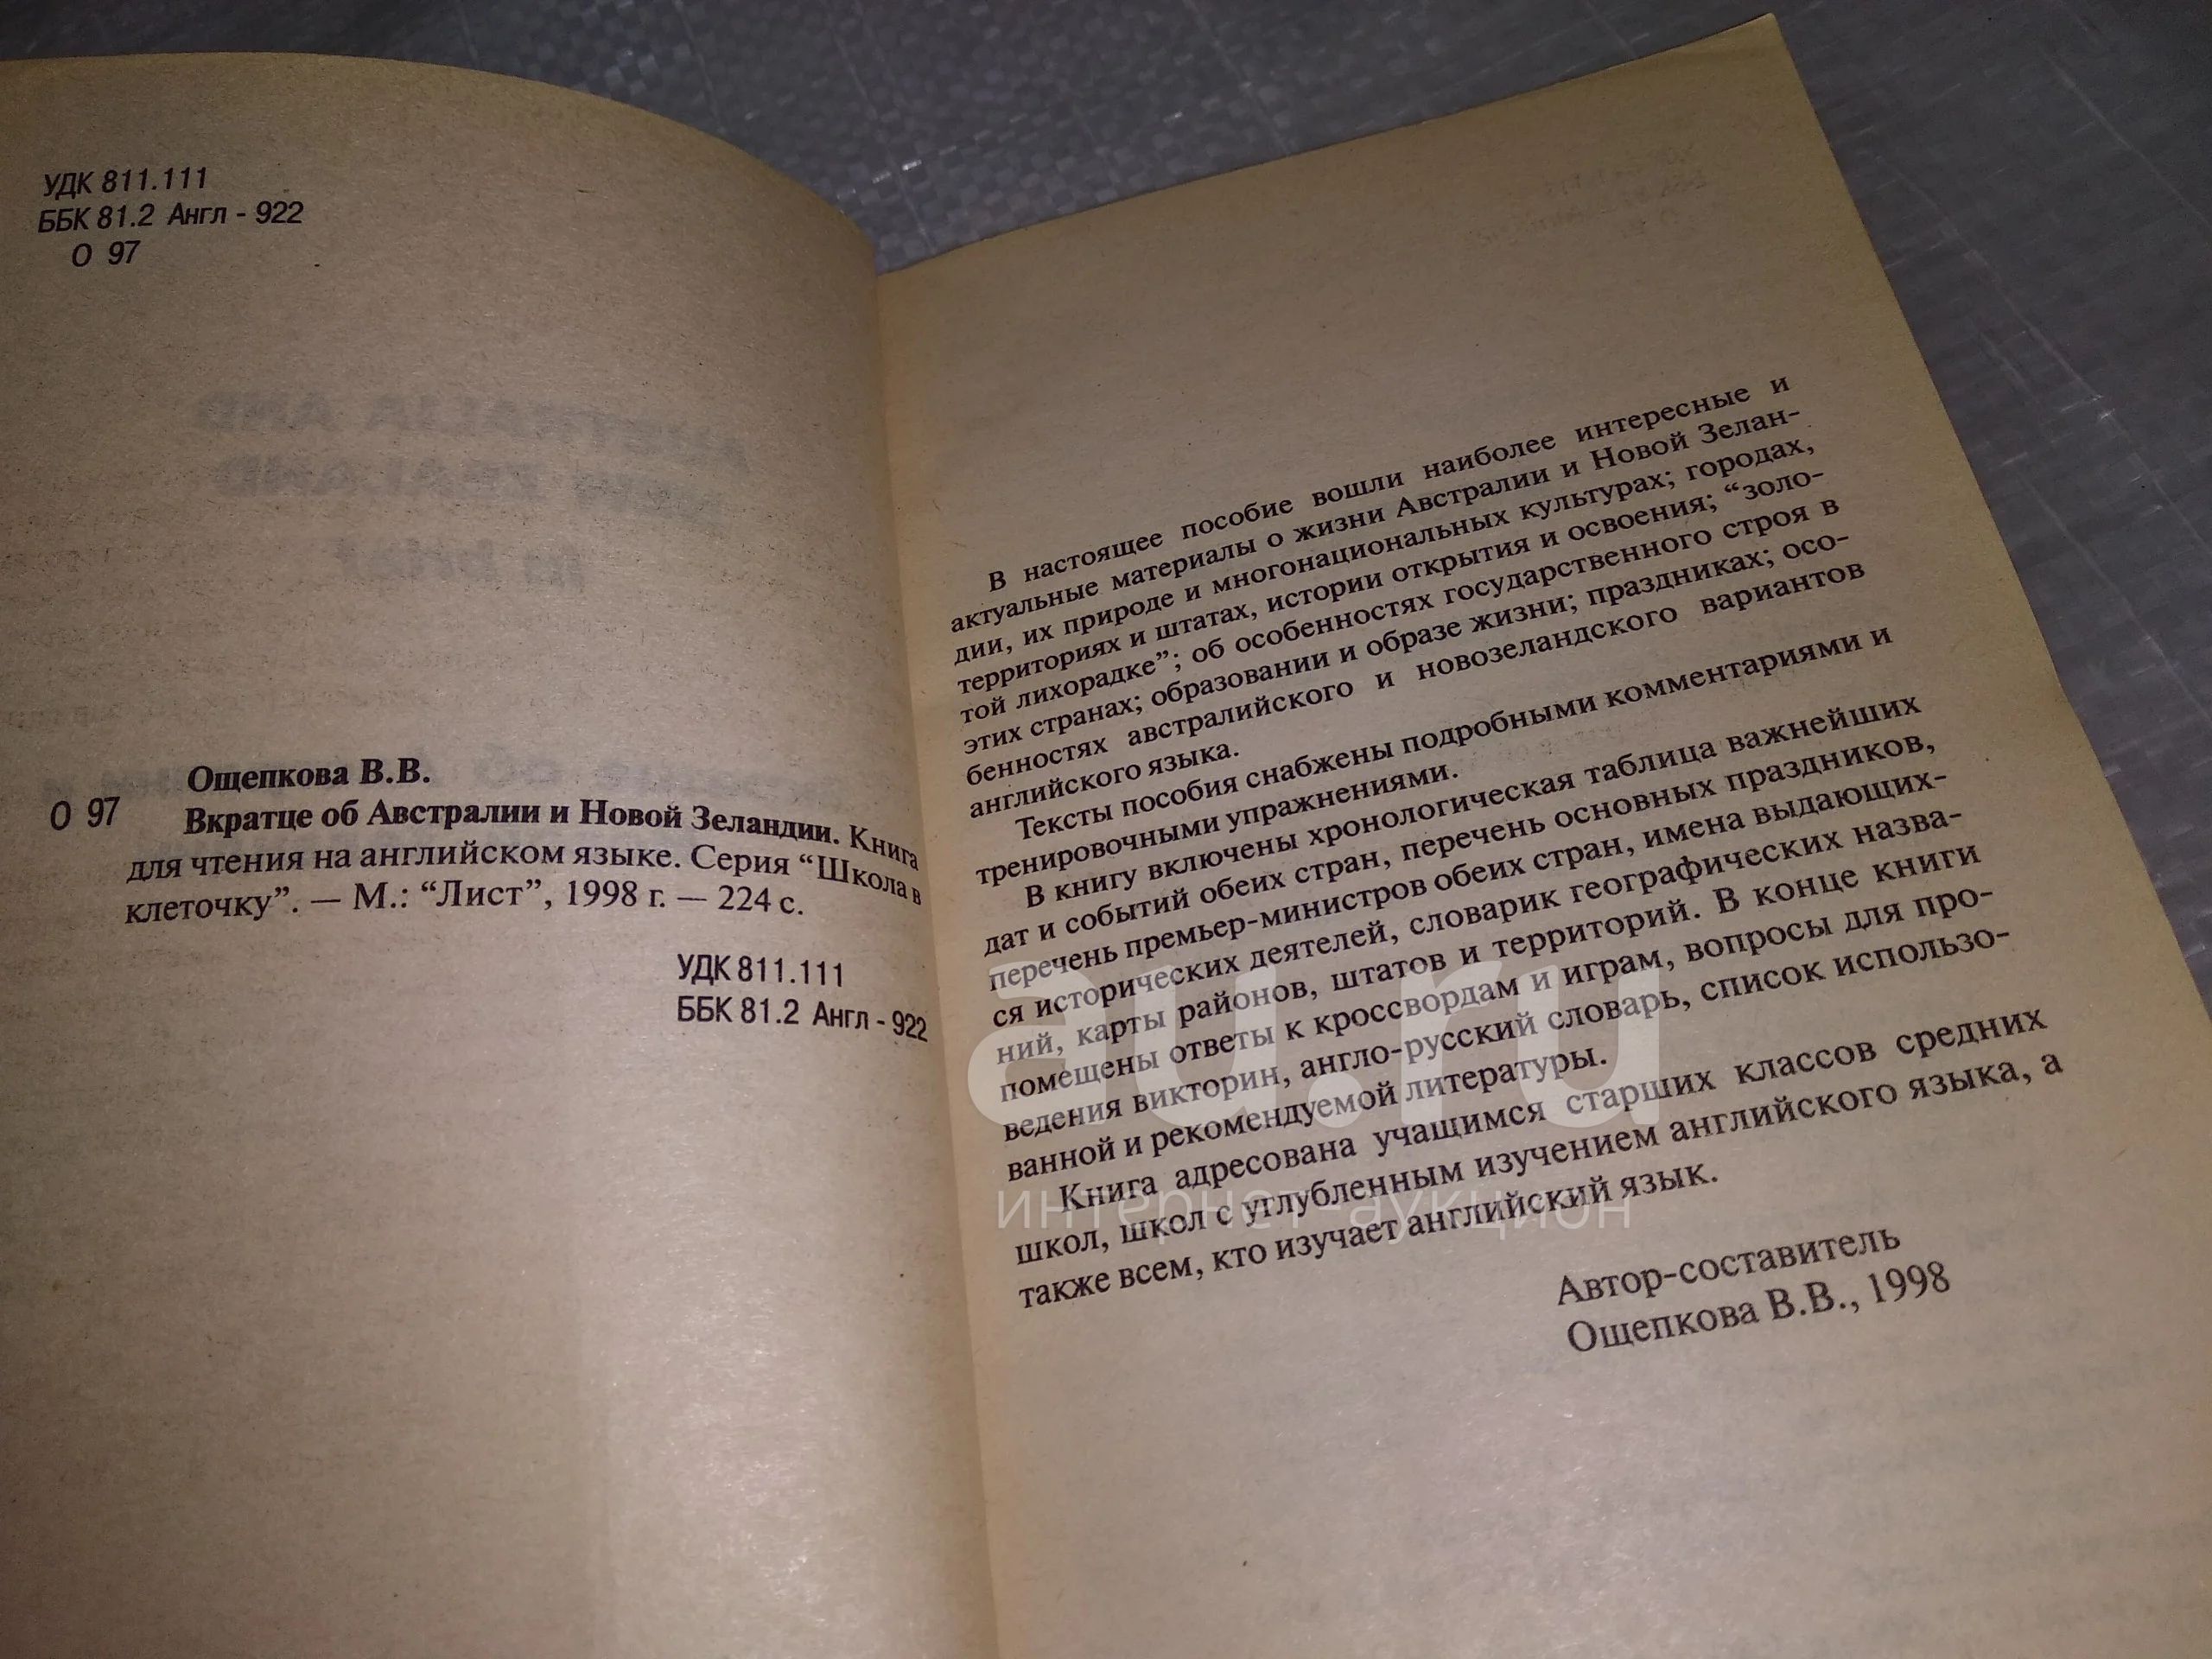 УДК 811.111
ББК 81.2 Англ - 922
О 97
Ощепкова В.В.
О 97 Вкратце об Австралии и Новой Зеландии. Книга
для чтения на английском языке. Серия “Школа в
клеточку”. — М.: “Лист”, 1998 г. — 224 с.
УДК 811.111
ББК 81.2 Англ - 922
В настоящее пособие вошли наиболее интересные и
актуальные материалы о жизни Австралии и Новой Зелан-
дии, их природе и многонациональных культурах; городах,
территориях и штатах, истории открытия и освоения; “золо-
той лихорадке”; об особенностях государственного строя в
этих странах; образовании и образе жизни; праздниках; осо-
бенностях австралийского и новозеландского вариантов
английского языка.
Тексты пособия снабжены подробными комментариями и
тренировочными упражнениями.
В книгу включены хронологическая таблица важнейших
дат и событий обеих стран, перечень основных праздников,
перечень премьер-министров обеих стран, имена выдающих-
ся исторических деятелей, словарик географических назва-
ний, карты районов, штатов и территорий. В конце книги
помещены ответы к кроссвордам и играм, вопросы для про-
ведения викторин, англо-русский словарь, список использо-
ванной и рекомендуемой литературы.
Книга адресована учащимся старших классов средних
школ, школ с углубленным изучением английского языка, а
также всем, кто изучает английский язык.
Автор-составитель
Ощепкова В.В., 1998
au.ru
интернет-аукцион